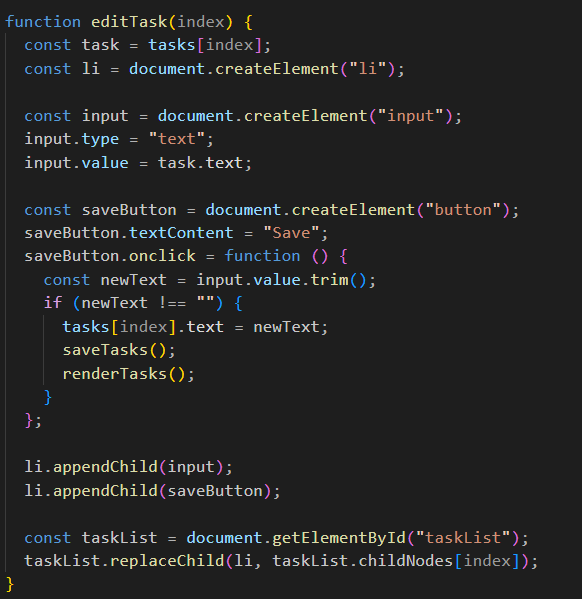 function editTask(index) {
  const task = tasks[index];
  const li = document.createElement("li");

  const input = document.createElement("input");
  input.type = "text";
  input.value = task.text;

  const saveButton = document.createElement("button");
  saveButton.textContent = "Save";
  saveButton.onclick = function () {
    const newText = input.value.trim();
    if (newText !== "") {
      tasks[index].text = newText;
      saveTasks();
      renderTasks();
    }
  };

  li.appendChild(input);
  li.appendChild(saveButton);

  const taskList = document.getElementById("taskList");
  taskList.replaceChild(li, taskList.childNodes[index]);
}